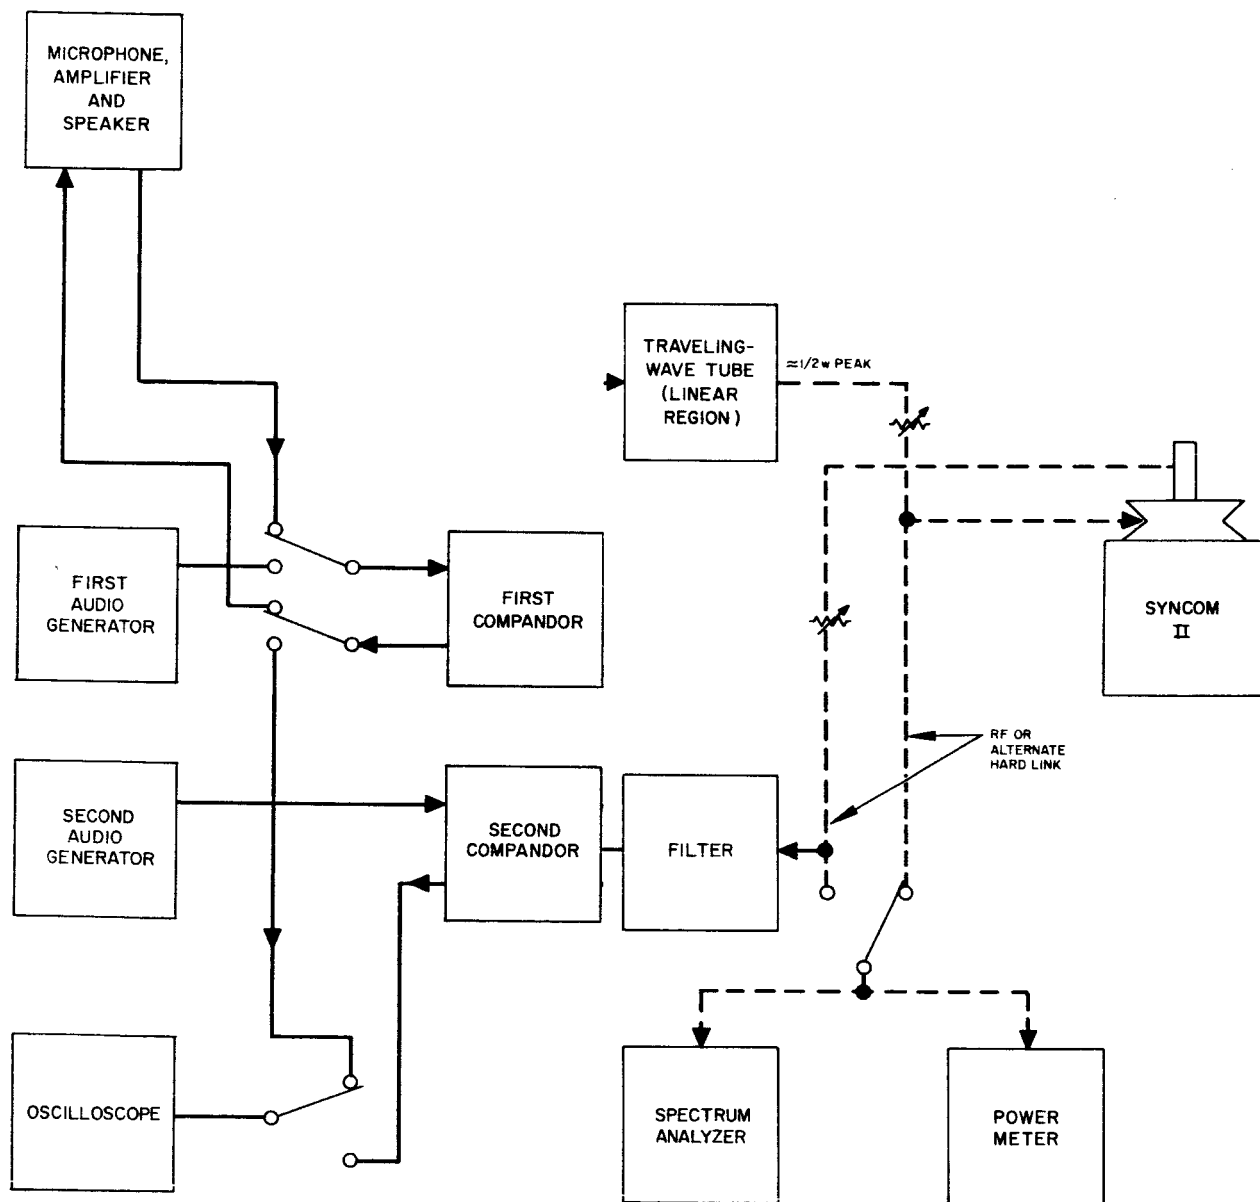 MICROPHONE,
AMPLIFIER
AND
SPEAKER
TRAVELING-
WAVE TUBE
(LINEAR
REGION)
≈1/2w PEAK
FIRST
AUDIO
GENERATOR
FIRST
COMPANDOR
SYNCOM
II
RF OR
ALTERNATE
HARD LINK
SECOND
AUDIO
GENERATOR
SECOND
COMPANDOR
FILTER
OSCILLOSCOPE
SPECTRUM
ANALYZER
POWER
METER